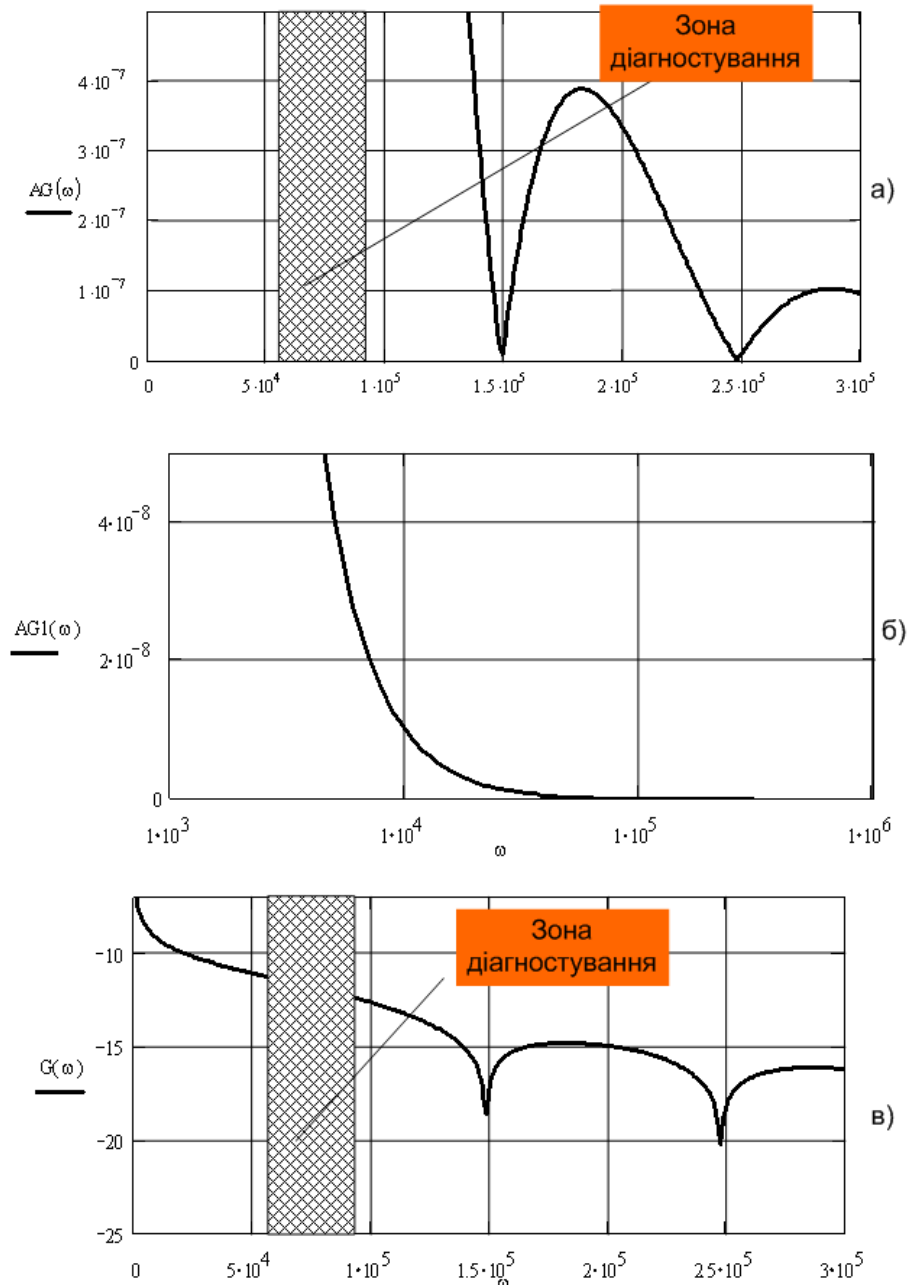 Зона
діагностування
4·10⁻⁷
3·10⁻⁷
AG(ω)
2·10⁻⁷
1·10⁻⁷
0
0 5·10⁴ 1·10⁵ 1.5·10⁵ 2·10⁵ 2.5·10⁵ 3·10⁵
а)
4·10⁻⁸
AG1(ω)
2·10⁻⁸
0
1·10³ 1·10⁴ 1·10⁵ 1·10⁶
ω
б)
Зона
діагностування
−10
−15
G(ω)
−20
−25
0 5·10⁴ 1·10⁵ 1.5·10⁵ 2·10⁵ 2.5·10⁵ 3·10⁵
ω
в)